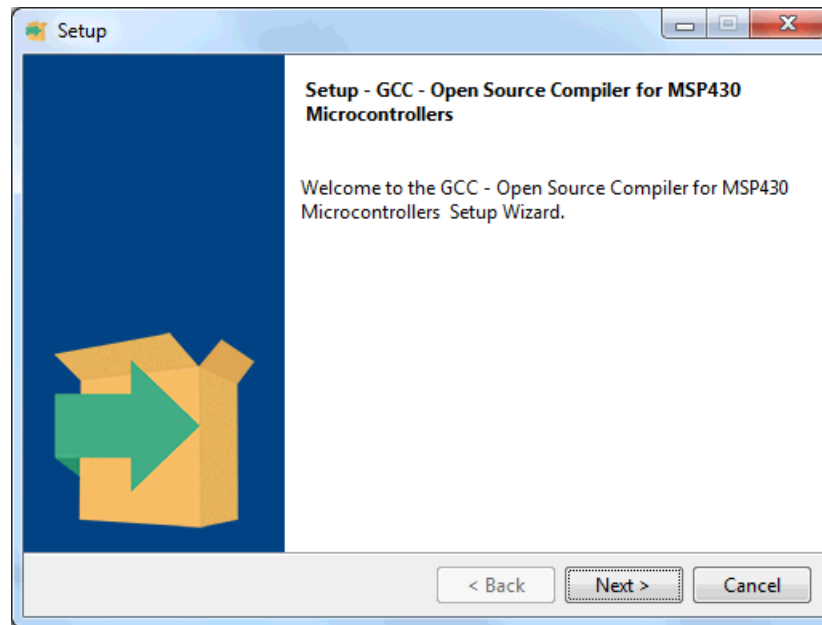 Setup
Setup - GCC - Open Source Compiler for MSP430
Microcontrollers
Welcome to the GCC - Open Source Compiler for MSP430
Microcontrollers  Setup Wizard.
< Back
Next >
Cancel